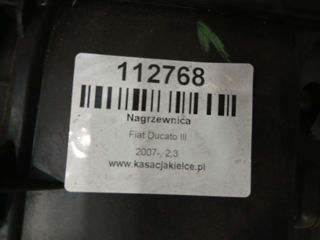 112768
Nagrzewnica
Fiat Ducato III
2007-, 2,3
www.kasacjakielce.pl